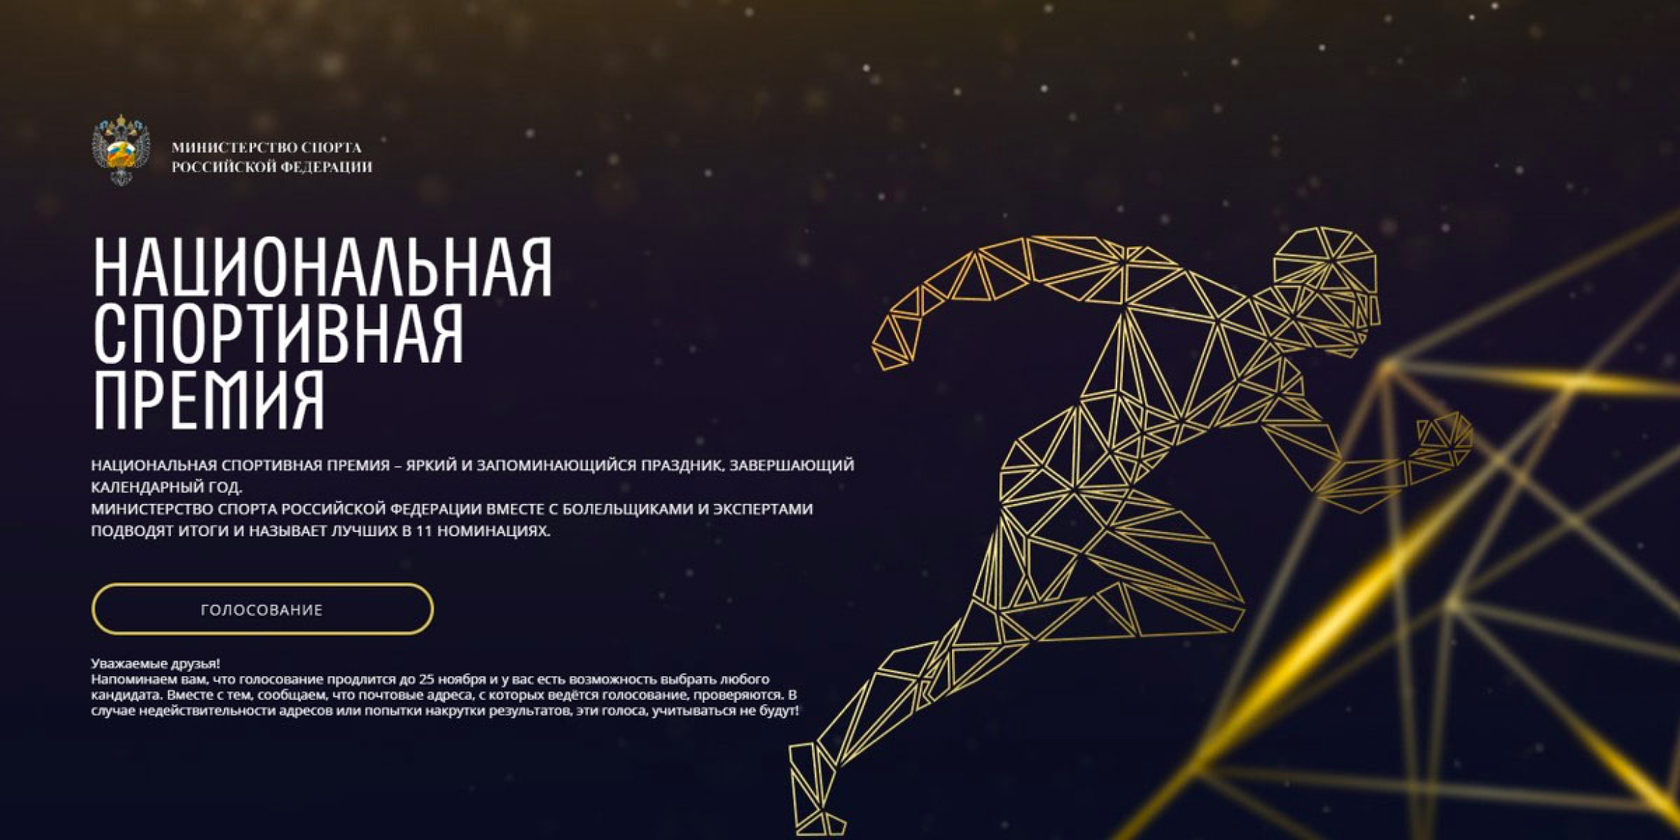 МИНИСТЕРСТВО СПОРТА
РОССИЙСКОЙ ФЕДЕРАЦИИ
НАЦИОНАЛЬНАЯ
СПОРТИВНАЯ
ПРЕМИЯ
НАЦИОНАЛЬНАЯ СПОРТИВНАЯ ПРЕМИЯ – ЯРКИЙ И ЗАПОМИНАЮЩИЙСЯ ПРАЗДНИК, ЗАВЕРШАЮЩИЙ
КАЛЕНДАРНЫЙ ГОД.
МИНИСТЕРСТВО СПОРТА РОССИЙСКОЙ ФЕДЕРАЦИИ ВМЕСТЕ С БОЛЕЛЬЩИКАМИ И ЭКСПЕРТАМИ
ПОДВОДЯТ ИТОГИ И НАЗЫВАЕТ ЛУЧШИХ В 11 НОМИНАЦИЯХ.
ГОЛОСОВАНИЕ
Уважаемые друзья!
Напоминаем вам, что голосование продлится до 25 ноября и у вас есть возможность выбрать любого
кандидата. Вместе с тем, сообщаем, что почтовые адреса, с которых ведётся голосование, проверяются. В
случае недействительности адресов или попытки накрутки результатов, эти голоса, учитываться не будут!